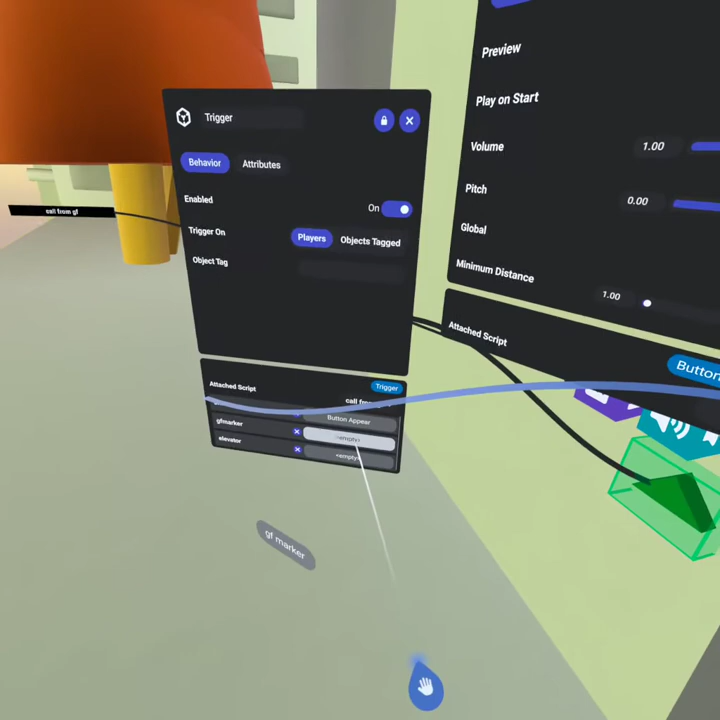 Trigger
Behavior
Attributes
Enabled
On
Trigger On
Players
Objects Tagged
Object Tag
Attached Script
Trigger
call from
Button Appear
gfmarker
elevator
<empty>
call from gf
gf marker
Preview
Play on Start
Volume
1.00
Pitch
0.00
Global
Minimum Distance
1.00
Attached Script
Button